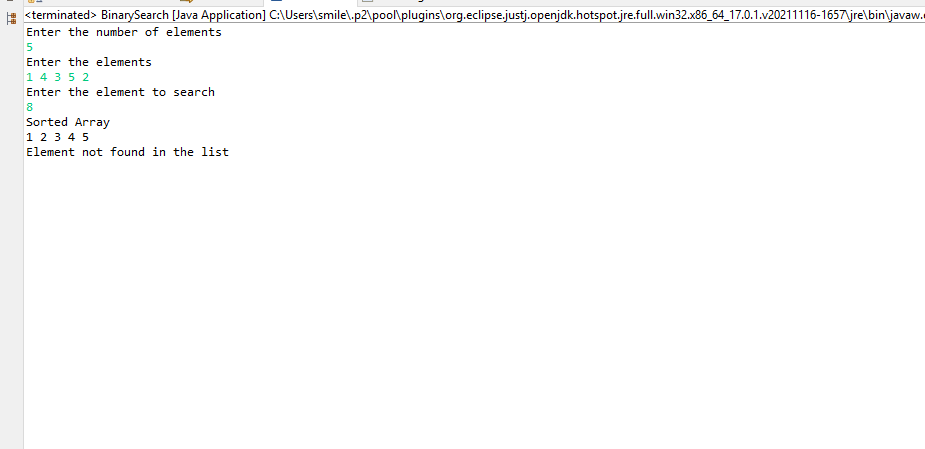 <terminated> BinarySearch [Java Application] C:\Users\smile\.p2\pool\plugins\org.eclipse.justj.openjdk.hotspot.jre.full.win32.x86_64_17.0.1.v20211116-1657\jre\bin\javaw.
Enter the number of elements
5
Enter the elements
1 4 3 5 2
Enter the element to search
8
Sorted Array
1 2 3 4 5
Element not found in the list